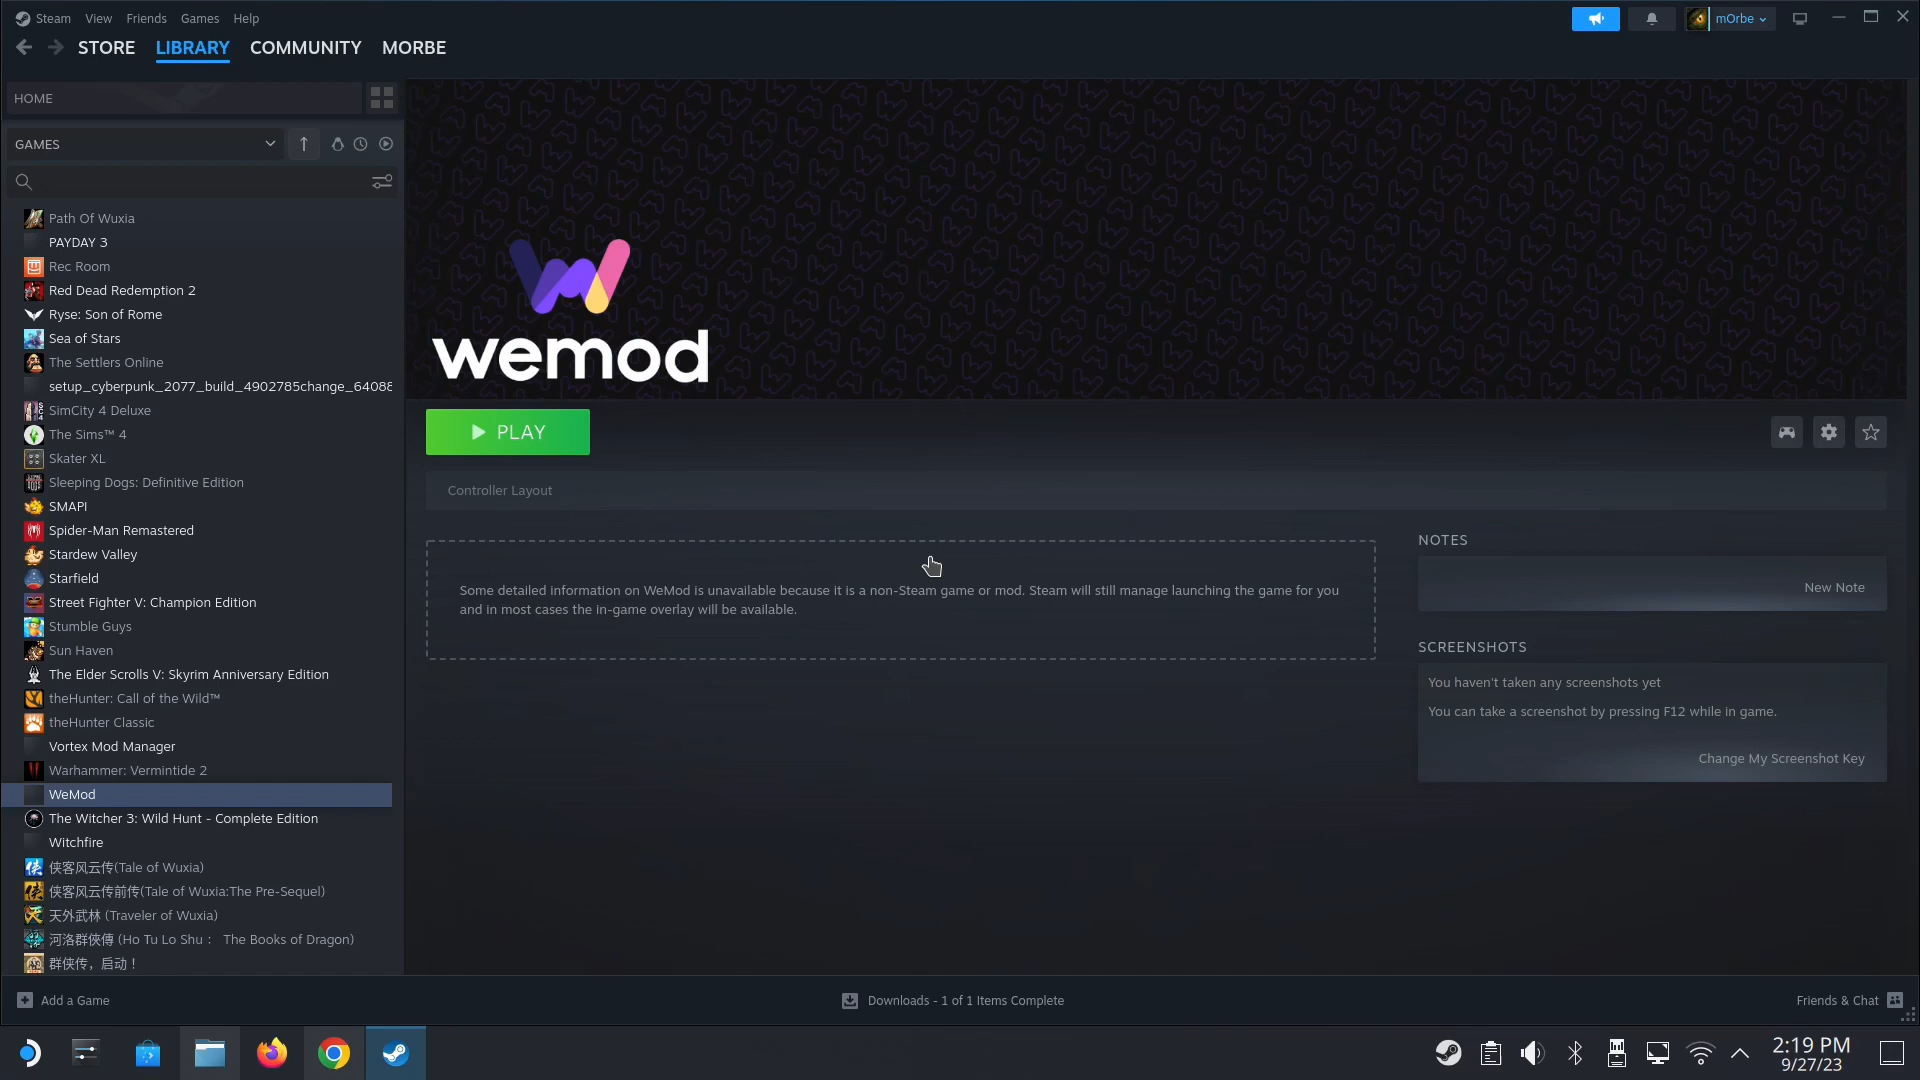 Steam View Friends Games Help
mOrbe
STORE LIBRARY COMMUNITY MORBE
HOME
GAMES
Path Of Wuxia
PAYDAY 3
Rec Room
Red Dead Redemption 2
Ryse: Son of Rome
Sea of Stars
The Settlers Online
setup_cyberpunk_2077_build_4902785change_64088
SimCity 4 Deluxe
The Sims™ 4
Skater XL
Sleeping Dogs: Definitive Edition
SMAPI
Spider-Man Remastered
Stardew Valley
Starfield
Street Fighter V: Champion Edition
Stumble Guys
Sun Haven
The Elder Scrolls V: Skyrim Anniversary Edition
theHunter: Call of the Wild™
theHunter Classic
Vortex Mod Manager
Warhammer: Vermintide 2
WeMod
The Witcher 3: Wild Hunt - Complete Edition
Witchfire
侠客风云传(Tale of Wuxia)
侠客风云传前传(Tale of Wuxia:The Pre-Sequel)
天外武林 (Traveler of Wuxia)
河洛群俠傳 (Ho Tu Lo Shu： The Books of Dragon)
群侠传，启动！
wemod
PLAY
Controller Layout
Some detailed information on WeMod is unavailable because it is a non-Steam game or mod. Steam will still manage launching the game for you
and in most cases the in-game overlay will be available.
NOTES
New Note
SCREENSHOTS
You haven't taken any screenshots yet
You can take a screenshot by pressing F12 while in game.
Change My Screenshot Key
Add a Game
Downloads - 1 of 1 Items Complete
Friends & Chat
2:19 PM
9/27/23